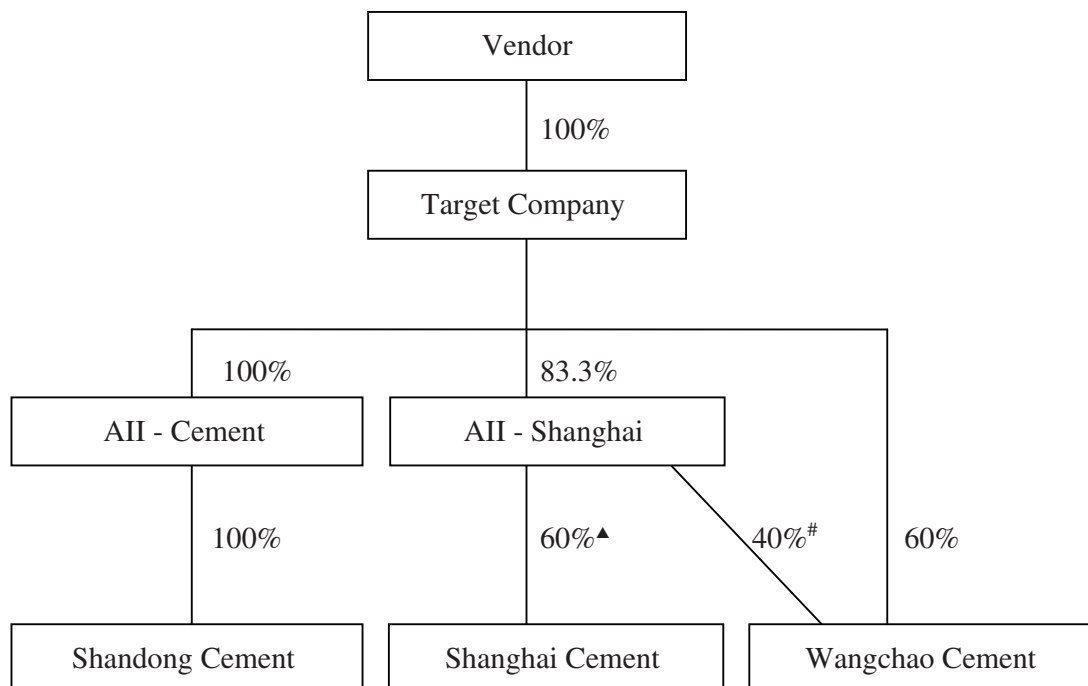 Vendor
100%
Target Company
100%
83.3%
AII - Cement
AII - Shanghai
100%
60%▲
40%#
60%
Shandong Cement
Shanghai Cement
Wangchao Cement